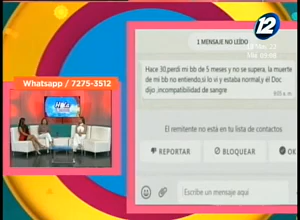 12
1 MENSAJE NO LEÍDO
Hace 30,perdi mi bb de 5 meses y no se supera, la muerte
de mi bb no entiendo,si lo vi y estaba normal,y él Doc
dijo ,incompatibilidad de sangre
Whatsapp / 7275-3512
El remitente no está en tu lista de contactos
REPORTAR
BLOQUEAR
OK
Escribe un mensaje aquí